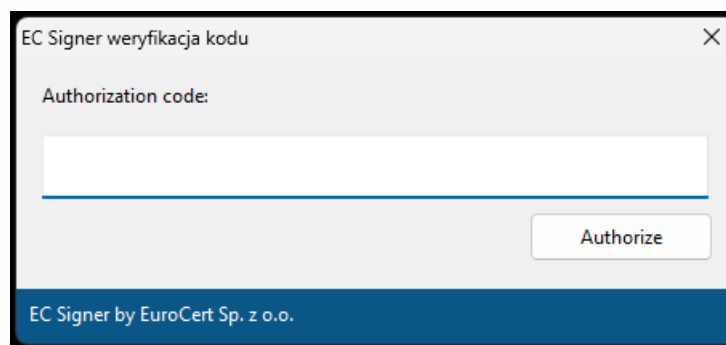 EC Signer weryfikacja kodu
Authorization code:
Authorize
EC Signer by EuroCert Sp. z o.o.